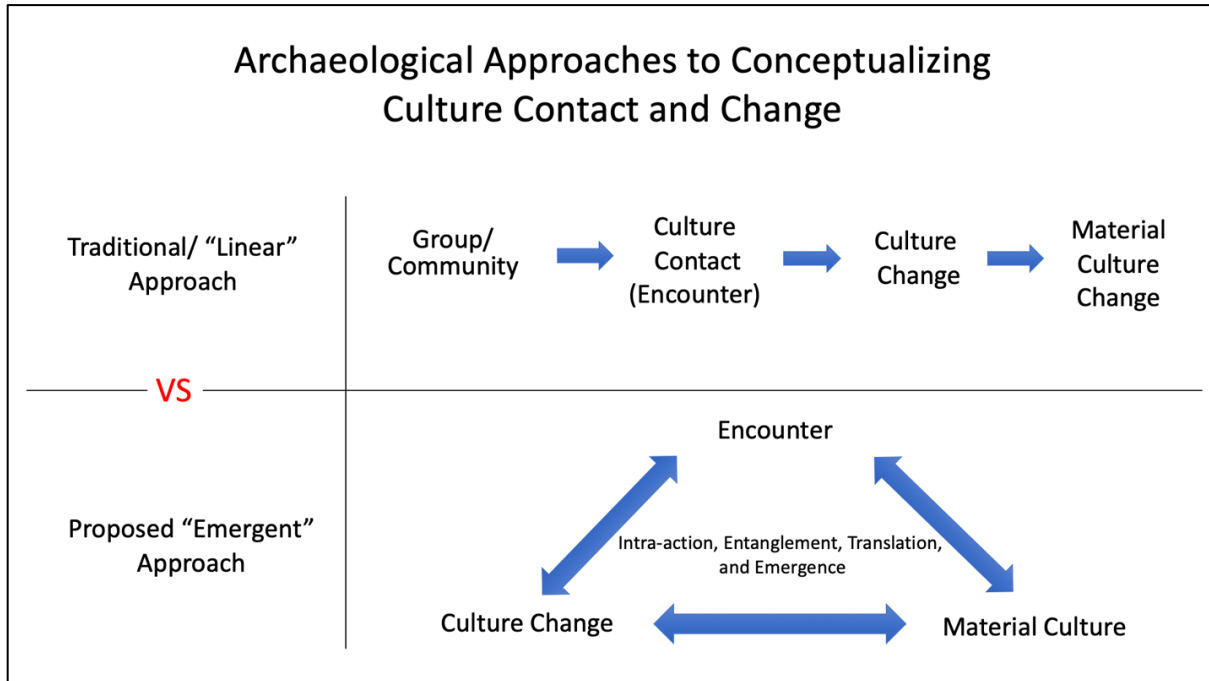 Archaeological Approaches to Conceptualizing
Culture Contact and Change
Traditional/ “Linear”
Approach
Group/
Community
Culture
Contact
(Encounter)
Culture
Change
Material
Culture
Change
VS
Proposed “Emergent”
Approach
Encounter
Intra-action, Entanglement, Translation,
and Emergence
Culture Change
Material Culture